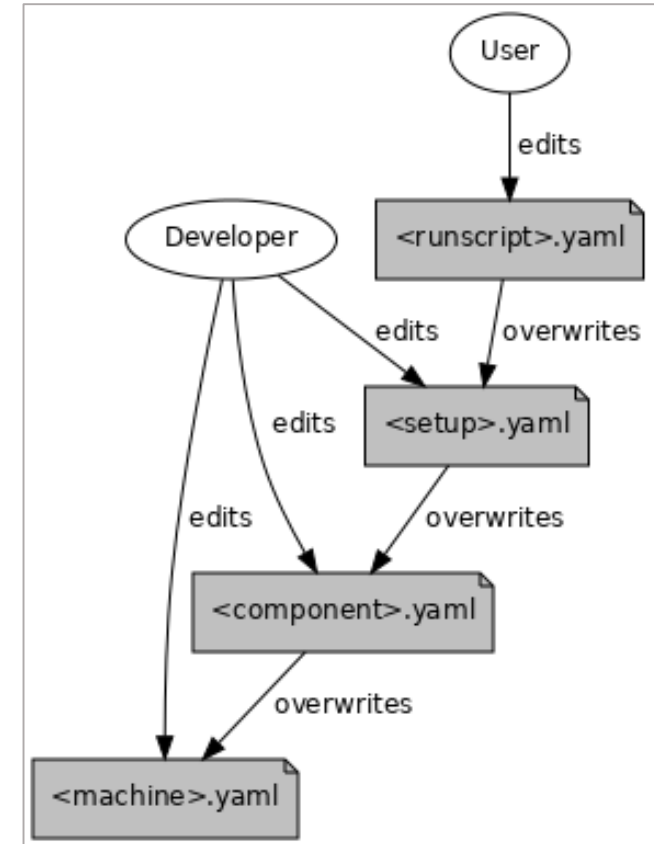 User
edits
Developer
<runscript>.yaml
edits
overwrites
<setup>.yaml
edits
edits
overwrites
<component>.yaml
overwrites
<machine>.yaml